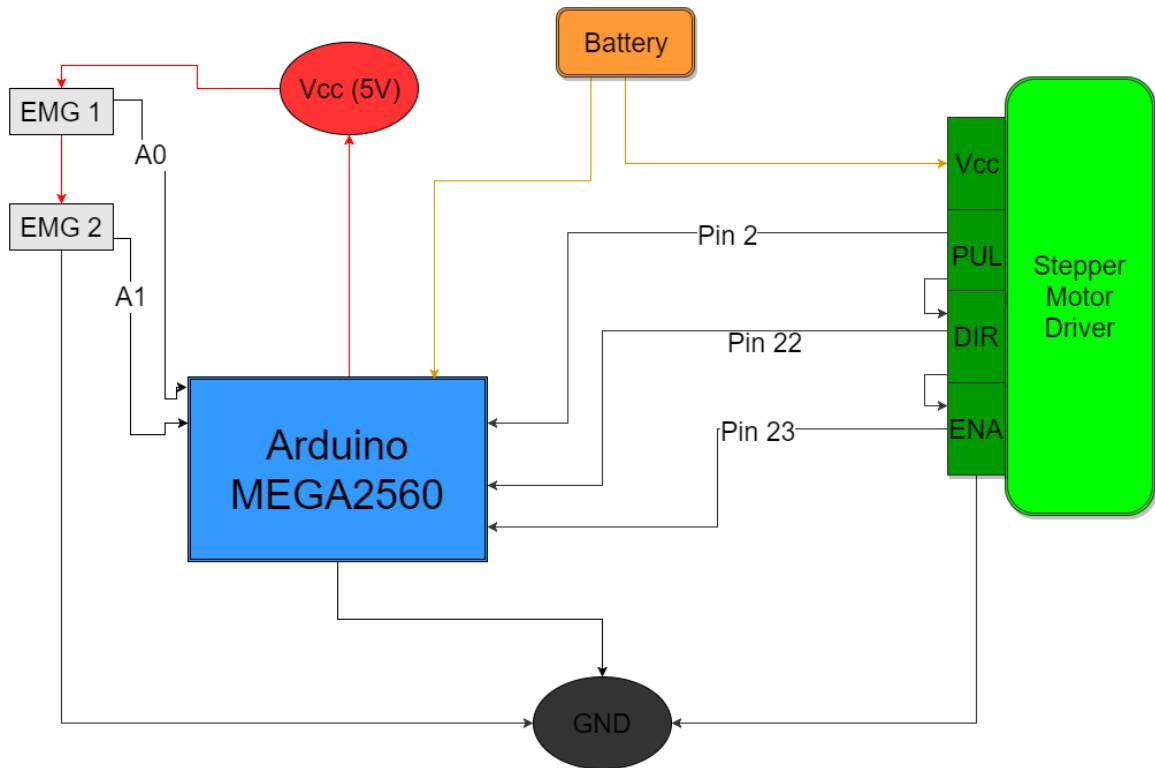 Battery
Vcc (5V)
EMG 1
A0
EMG 2
A1
Vcc
Pin 2
PUL
Stepper
Motor
Driver
Pin 22
DIR
Pin 23
ENA
Arduino
MEGA2560
GND